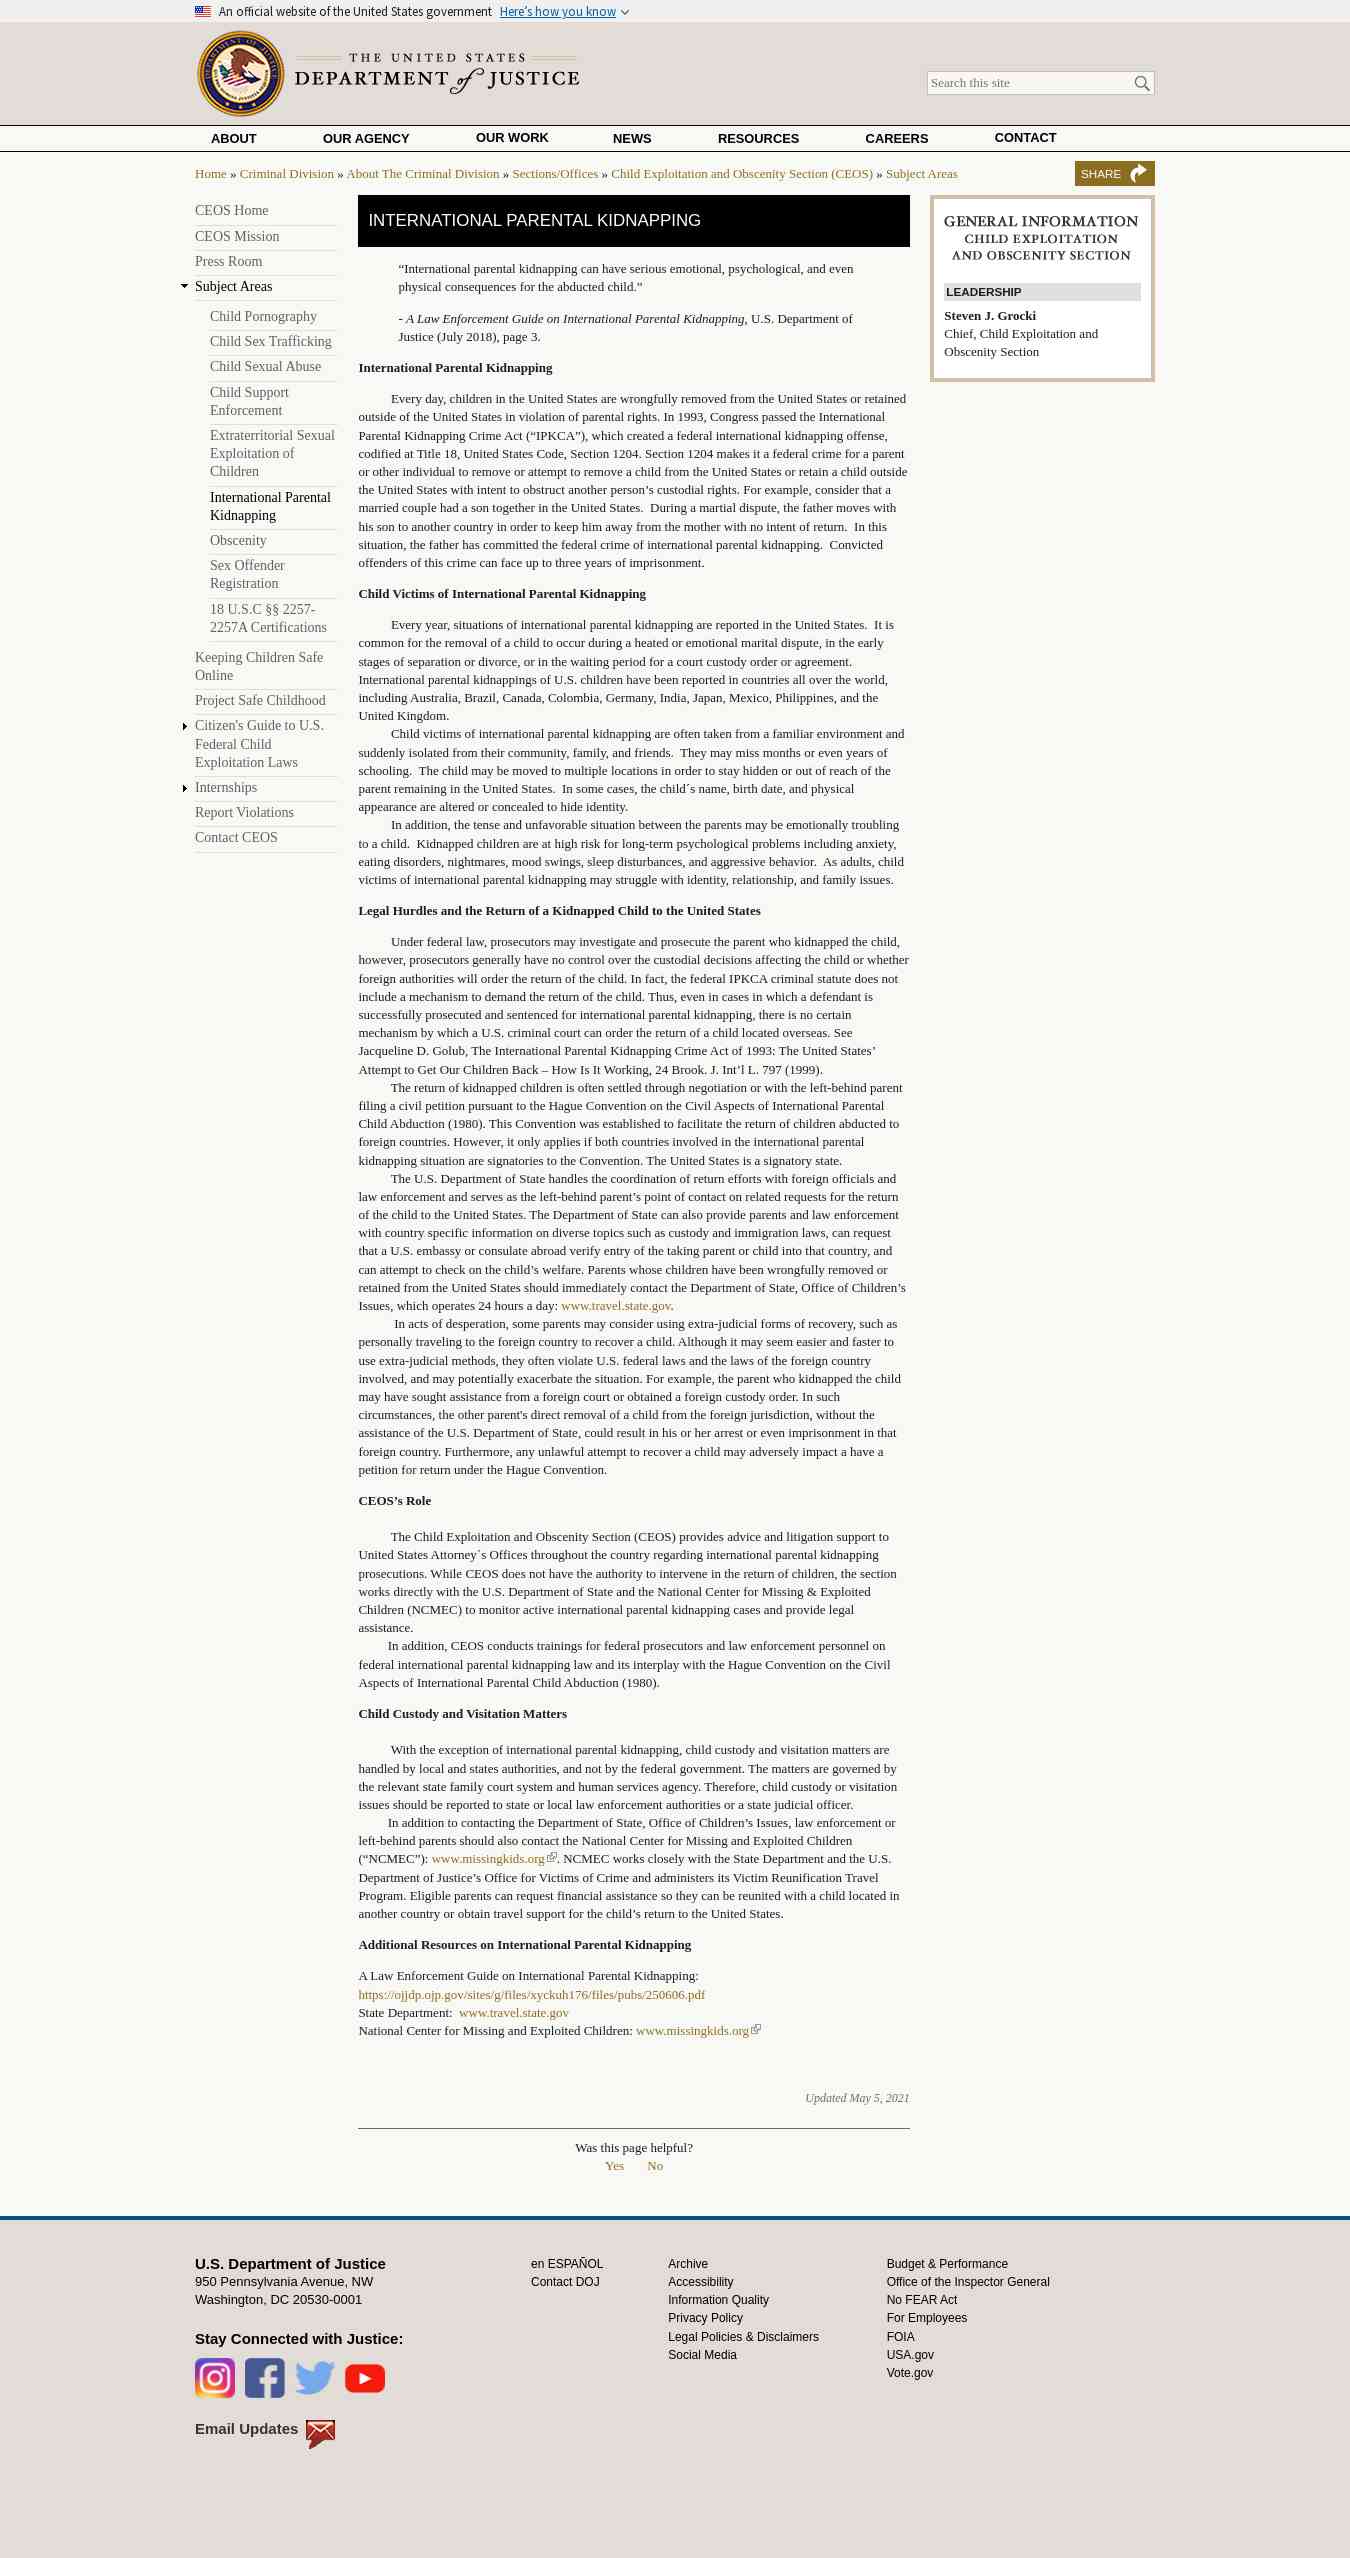 An official website of the United States government Here's how you know
THE UNITED STATES
DEPARTMENT of JUSTICE
Search this site
ABOUT OUR AGENCY OUR WORK NEWS RESOURCES CAREERS CONTACT
Home » Criminal Division » About The Criminal Division » Sections/Offices » Child Exploitation and Obscenity Section (CEOS) » Subject Areas
SHARE
CEOS Home
CEOS Mission
Press Room
Subject Areas
Child Pornography
Child Sex Trafficking
Child Sexual Abuse
Child Support
Enforcement
Extraterritorial Sexual
Exploitation of
Children
International Parental
Kidnapping
Obscenity
Sex Offender
Registration
18 U.S.C §§ 2257-
2257A Certifications
Keeping Children Safe
Online
Project Safe Childhood
Citizen's Guide to U.S.
Federal Child
Exploitation Laws
Internships
Report Violations
Contact CEOS
INTERNATIONAL PARENTAL KIDNAPPING
“International parental kidnapping can have serious emotional, psychological, and even
physical consequences for the abducted child.”
- A Law Enforcement Guide on International Parental Kidnapping, U.S. Department of
Justice (July 2018), page 3.
International Parental Kidnapping
Every day, children in the United States are wrongfully removed from the United States or retained
outside of the United States in violation of parental rights. In 1993, Congress passed the International
Parental Kidnapping Crime Act (“IPKCA”), which created a federal international kidnapping offense,
codified at Title 18, United States Code, Section 1204. Section 1204 makes it a federal crime for a parent
or other individual to remove or attempt to remove a child from the United States or retain a child outside
the United States with intent to obstruct another person’s custodial rights. For example, consider that a
married couple had a son together in the United States. During a martial dispute, the father moves with
his son to another country in order to keep him away from the mother with no intent of return. In this
situation, the father has committed the federal crime of international parental kidnapping. Convicted
offenders of this crime can face up to three years of imprisonment.
Child Victims of International Parental Kidnapping
Every year, situations of international parental kidnapping are reported in the United States. It is
common for the removal of a child to occur during a heated or emotional marital dispute, in the early
stages of separation or divorce, or in the waiting period for a court custody order or agreement.
International parental kidnappings of U.S. children have been reported in countries all over the world,
including Australia, Brazil, Canada, Colombia, Germany, India, Japan, Mexico, Philippines, and the
United Kingdom.
Child victims of international parental kidnapping are often taken from a familiar environment and
suddenly isolated from their community, family, and friends. They may miss months or even years of
schooling. The child may be moved to multiple locations in order to stay hidden or out of reach of the
parent remaining in the United States. In some cases, the child´s name, birth date, and physical
appearance are altered or concealed to hide identity.
In addition, the tense and unfavorable situation between the parents may be emotionally troubling
to a child. Kidnapped children are at high risk for long-term psychological problems including anxiety,
eating disorders, nightmares, mood swings, sleep disturbances, and aggressive behavior. As adults, child
victims of international parental kidnapping may struggle with identity, relationship, and family issues.
Legal Hurdles and the Return of a Kidnapped Child to the United States
Under federal law, prosecutors may investigate and prosecute the parent who kidnapped the child,
however, prosecutors generally have no control over the custodial decisions affecting the child or whether
foreign authorities will order the return of the child. In fact, the federal IPKCA criminal statute does not
include a mechanism to demand the return of the child. Thus, even in cases in which a defendant is
successfully prosecuted and sentenced for international parental kidnapping, there is no certain
mechanism by which a U.S. criminal court can order the return of a child located overseas. See
Jacqueline D. Golub, The International Parental Kidnapping Crime Act of 1993: The United States’
Attempt to Get Our Children Back – How Is It Working, 24 Brook. J. Int’l L. 797 (1999).
The return of kidnapped children is often settled through negotiation or with the left-behind parent
filing a civil petition pursuant to the Hague Convention on the Civil Aspects of International Parental
Child Abduction (1980). This Convention was established to facilitate the return of children abducted to
foreign countries. However, it only applies if both countries involved in the international parental
kidnapping situation are signatories to the Convention. The United States is a signatory state.
The U.S. Department of State handles the coordination of return efforts with foreign officials and
law enforcement and serves as the left-behind parent’s point of contact on related requests for the return
of the child to the United States. The Department of State can also provide parents and law enforcement
with country specific information on diverse topics such as custody and immigration laws, can request
that a U.S. embassy or consulate abroad verify entry of the taking parent or child into that country, and
can attempt to check on the child’s welfare. Parents whose children have been wrongfully removed or
retained from the United States should immediately contact the Department of State, Office of Children’s
Issues, which operates 24 hours a day: www.travel.state.gov.
In acts of desperation, some parents may consider using extra-judicial forms of recovery, such as
personally traveling to the foreign country to recover a child. Although it may seem easier and faster to
use extra-judicial methods, they often violate U.S. federal laws and the laws of the foreign country
involved, and may potentially exacerbate the situation. For example, the parent who kidnapped the child
may have sought assistance from a foreign court or obtained a foreign custody order. In such
circumstances, the other parent's direct removal of a child from the foreign jurisdiction, without the
assistance of the U.S. Department of State, could result in his or her arrest or even imprisonment in that
foreign country. Furthermore, any unlawful attempt to recover a child may adversely impact a have a
petition for return under the Hague Convention.
CEOS’s Role
The Child Exploitation and Obscenity Section (CEOS) provides advice and litigation support to
United States Attorney`s Offices throughout the country regarding international parental kidnapping
prosecutions. While CEOS does not have the authority to intervene in the return of children, the section
works directly with the U.S. Department of State and the National Center for Missing & Exploited
Children (NCMEC) to monitor active international parental kidnapping cases and provide legal
assistance.
In addition, CEOS conducts trainings for federal prosecutors and law enforcement personnel on
federal international parental kidnapping law and its interplay with the Hague Convention on the Civil
Aspects of International Parental Child Abduction (1980).
Child Custody and Visitation Matters
With the exception of international parental kidnapping, child custody and visitation matters are
handled by local and states authorities, and not by the federal government. The matters are governed by
the relevant state family court system and human services agency. Therefore, child custody or visitation
issues should be reported to state or local law enforcement authorities or a state judicial officer.
In addition to contacting the Department of State, Office of Children’s Issues, law enforcement or
left-behind parents should also contact the National Center for Missing and Exploited Children
(“NCMEC”): www.missingkids.org. NCMEC works closely with the State Department and the U.S.
Department of Justice’s Office for Victims of Crime and administers its Victim Reunification Travel
Program. Eligible parents can request financial assistance so they can be reunited with a child located in
another country or obtain travel support for the child’s return to the United States.
Additional Resources on International Parental Kidnapping
A Law Enforcement Guide on International Parental Kidnapping:
https://ojjdp.ojp.gov/sites/g/files/xyckuh176/files/pubs/250606.pdf
State Department: www.travel.state.gov
National Center for Missing and Exploited Children: www.missingkids.org
Updated May 5, 2021
Was this page helpful?
Yes No
GENERAL INFORMATION
CHILD EXPLOITATION
AND OBSCENITY SECTION
LEADERSHIP
Steven J. Grocki
Chief, Child Exploitation and
Obscenity Section
U.S. Department of Justice
950 Pennsylvania Avenue, NW
Washington, DC 20530-0001
Stay Connected with Justice:
Email Updates
en ESPAÑOL
Contact DOJ
Archive
Accessibility
Information Quality
Privacy Policy
Legal Policies & Disclaimers
Social Media
Budget & Performance
Office of the Inspector General
No FEAR Act
For Employees
FOIA
USA.gov
Vote.gov